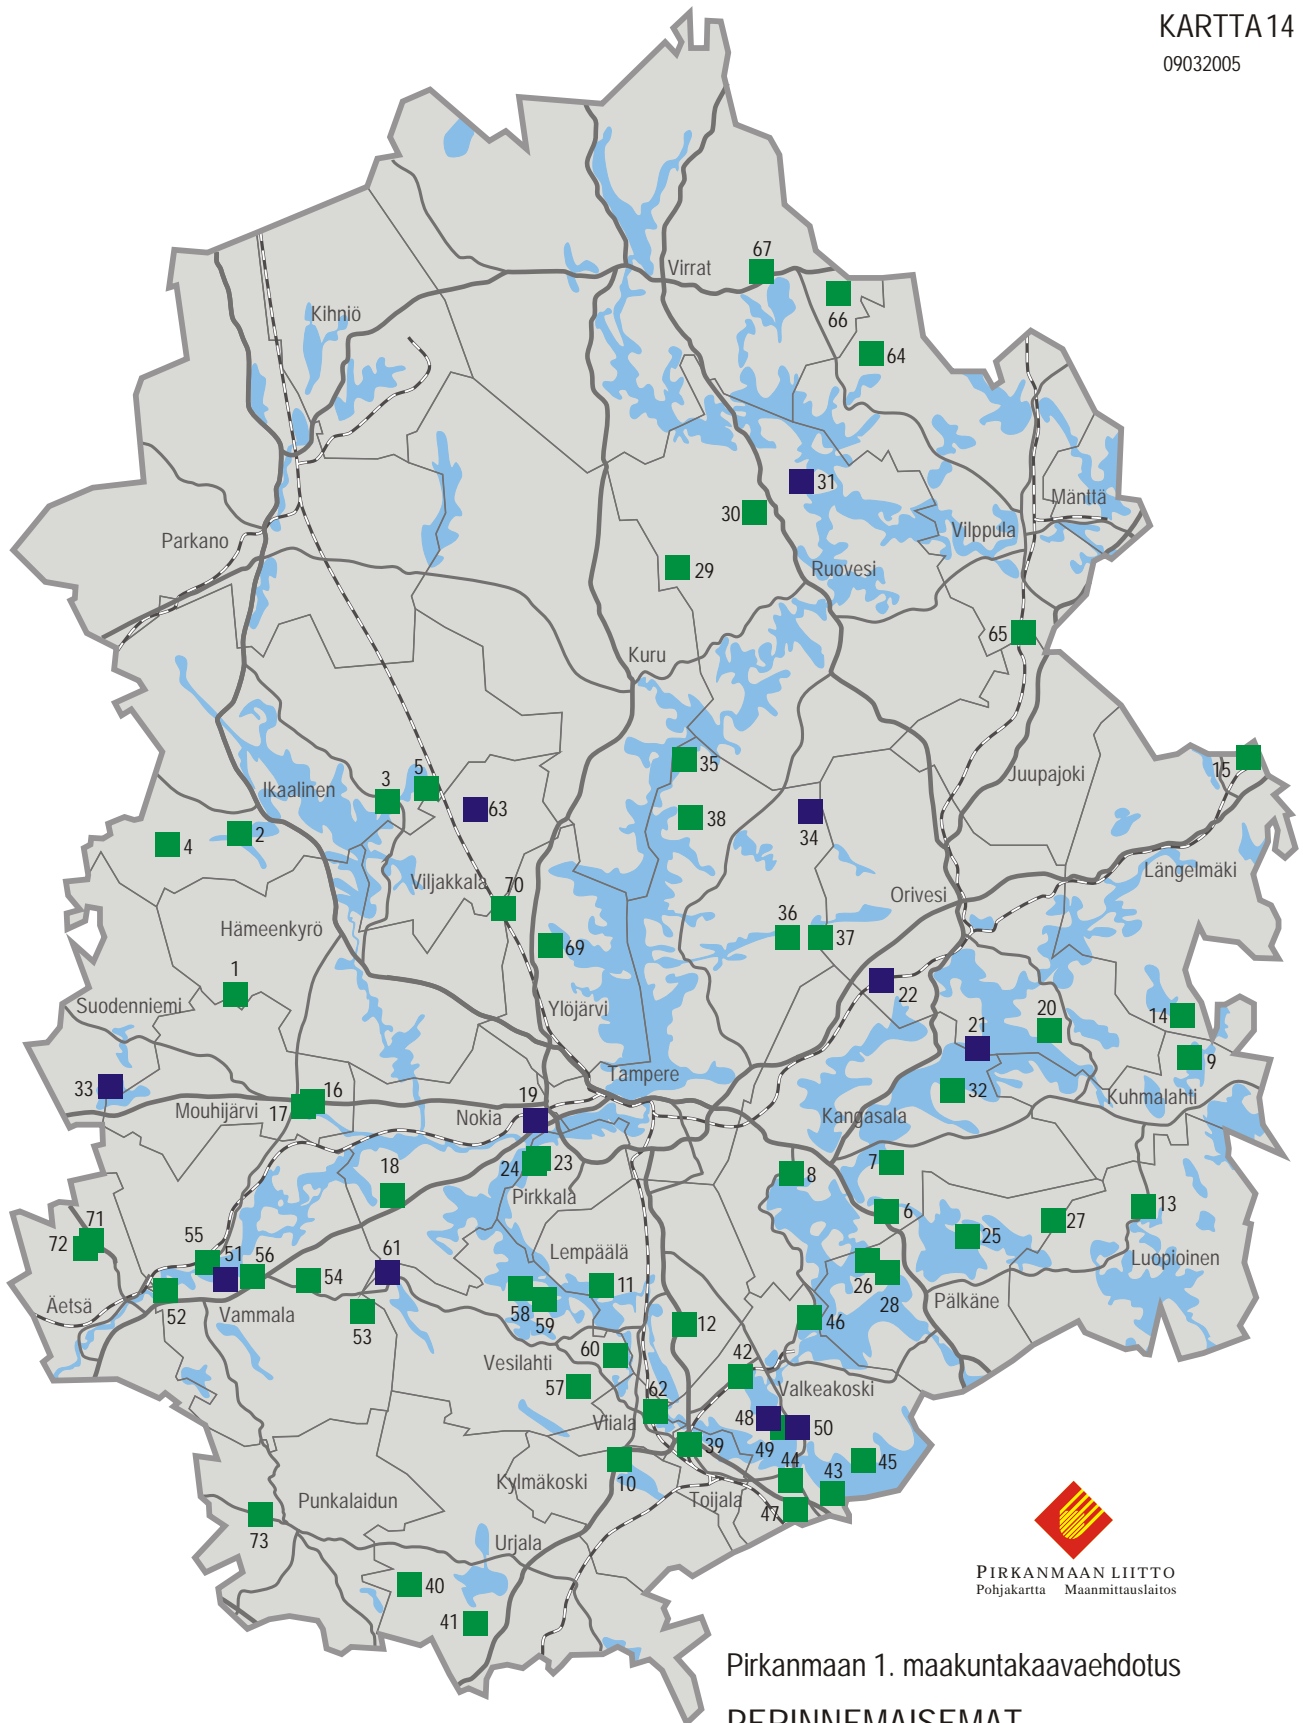 KARTTA 14
09032005
67
Virrat
66
Kihniö
64
31
Mänttä
30
Vilppula
Parkano
Ruovesi
29
65
Kuru
35
15
5
3
Juupajoki
Ikaalinen
63
38
34
2
4
Längelmäki
Viljakkala
70
Orivesi
36
37
Hämeenkyrö
69
1
22
Suodenniemi
Ylöjärvi
14
20
21
9
Tampere
33
16
32
Kuhmalahti
17
Mouhijärvi
19
Nokia
Kangasala
24
23
7
18
8
Pirkkala
13
6
27
71
25
72
55
51
56
Lempäälä
Luopioinen
61
54
11
26
28
Pälkäne
58
59
Äetsä
52
Vammala
53
12
46
60
42
Vesilahti
57
Valkeakoski
62
48
50
Viiala
49
39
45
44
43
10
Kylmäkoski
Toijala
Punkalaidun
47
73
Urjala
40
41
PIRKANMAAN LIITTO
Pohjakartta Maanmittauslaitos
Pirkanmaan 1. maakuntakaavaehdotus
PERINNEMAISEMAT